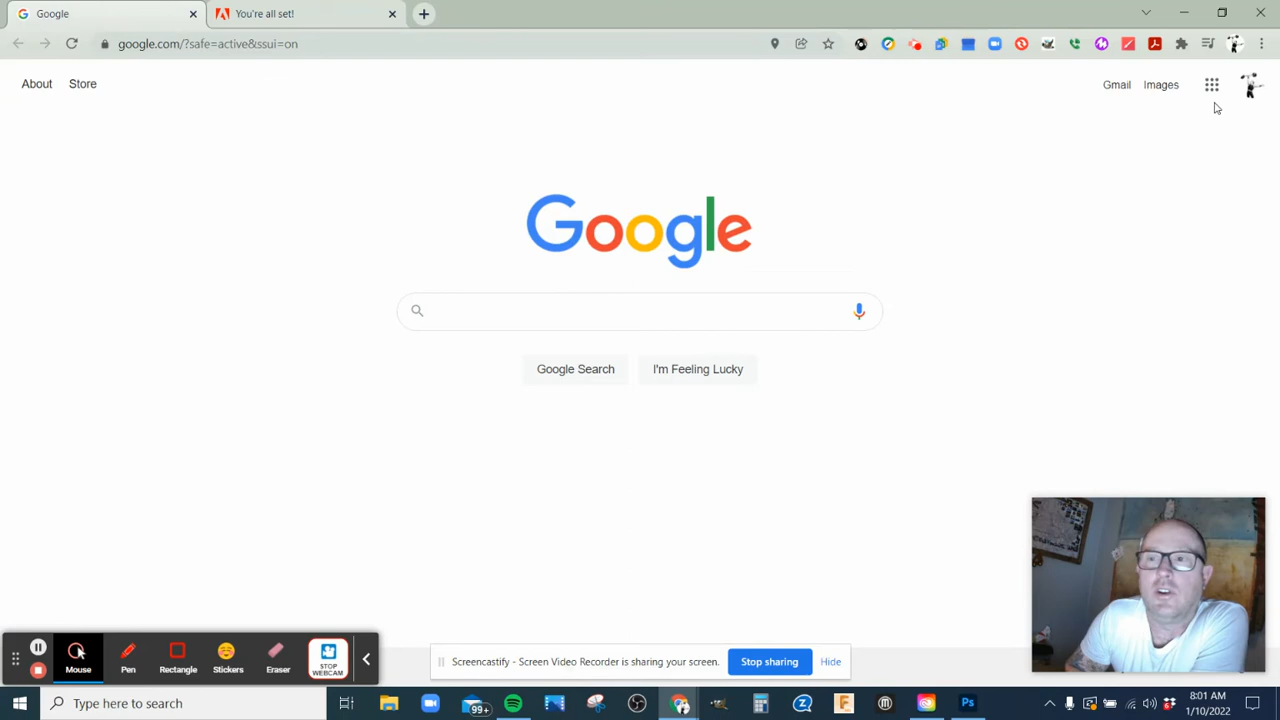 Google
You're all set!
google.com/?safe=active&ssui=on
About
Store
Gmail
Images
Google
Google Search
I'm Feeling Lucky
Mouse
Pen
Rectangle
Stickers
Eraser
STOP
WEBCAM
Screencastify - Screen Video Recorder is sharing your screen.
Stop sharing
Hide
Type here to search
99+
Ps
8:01 AM
1/10/2022